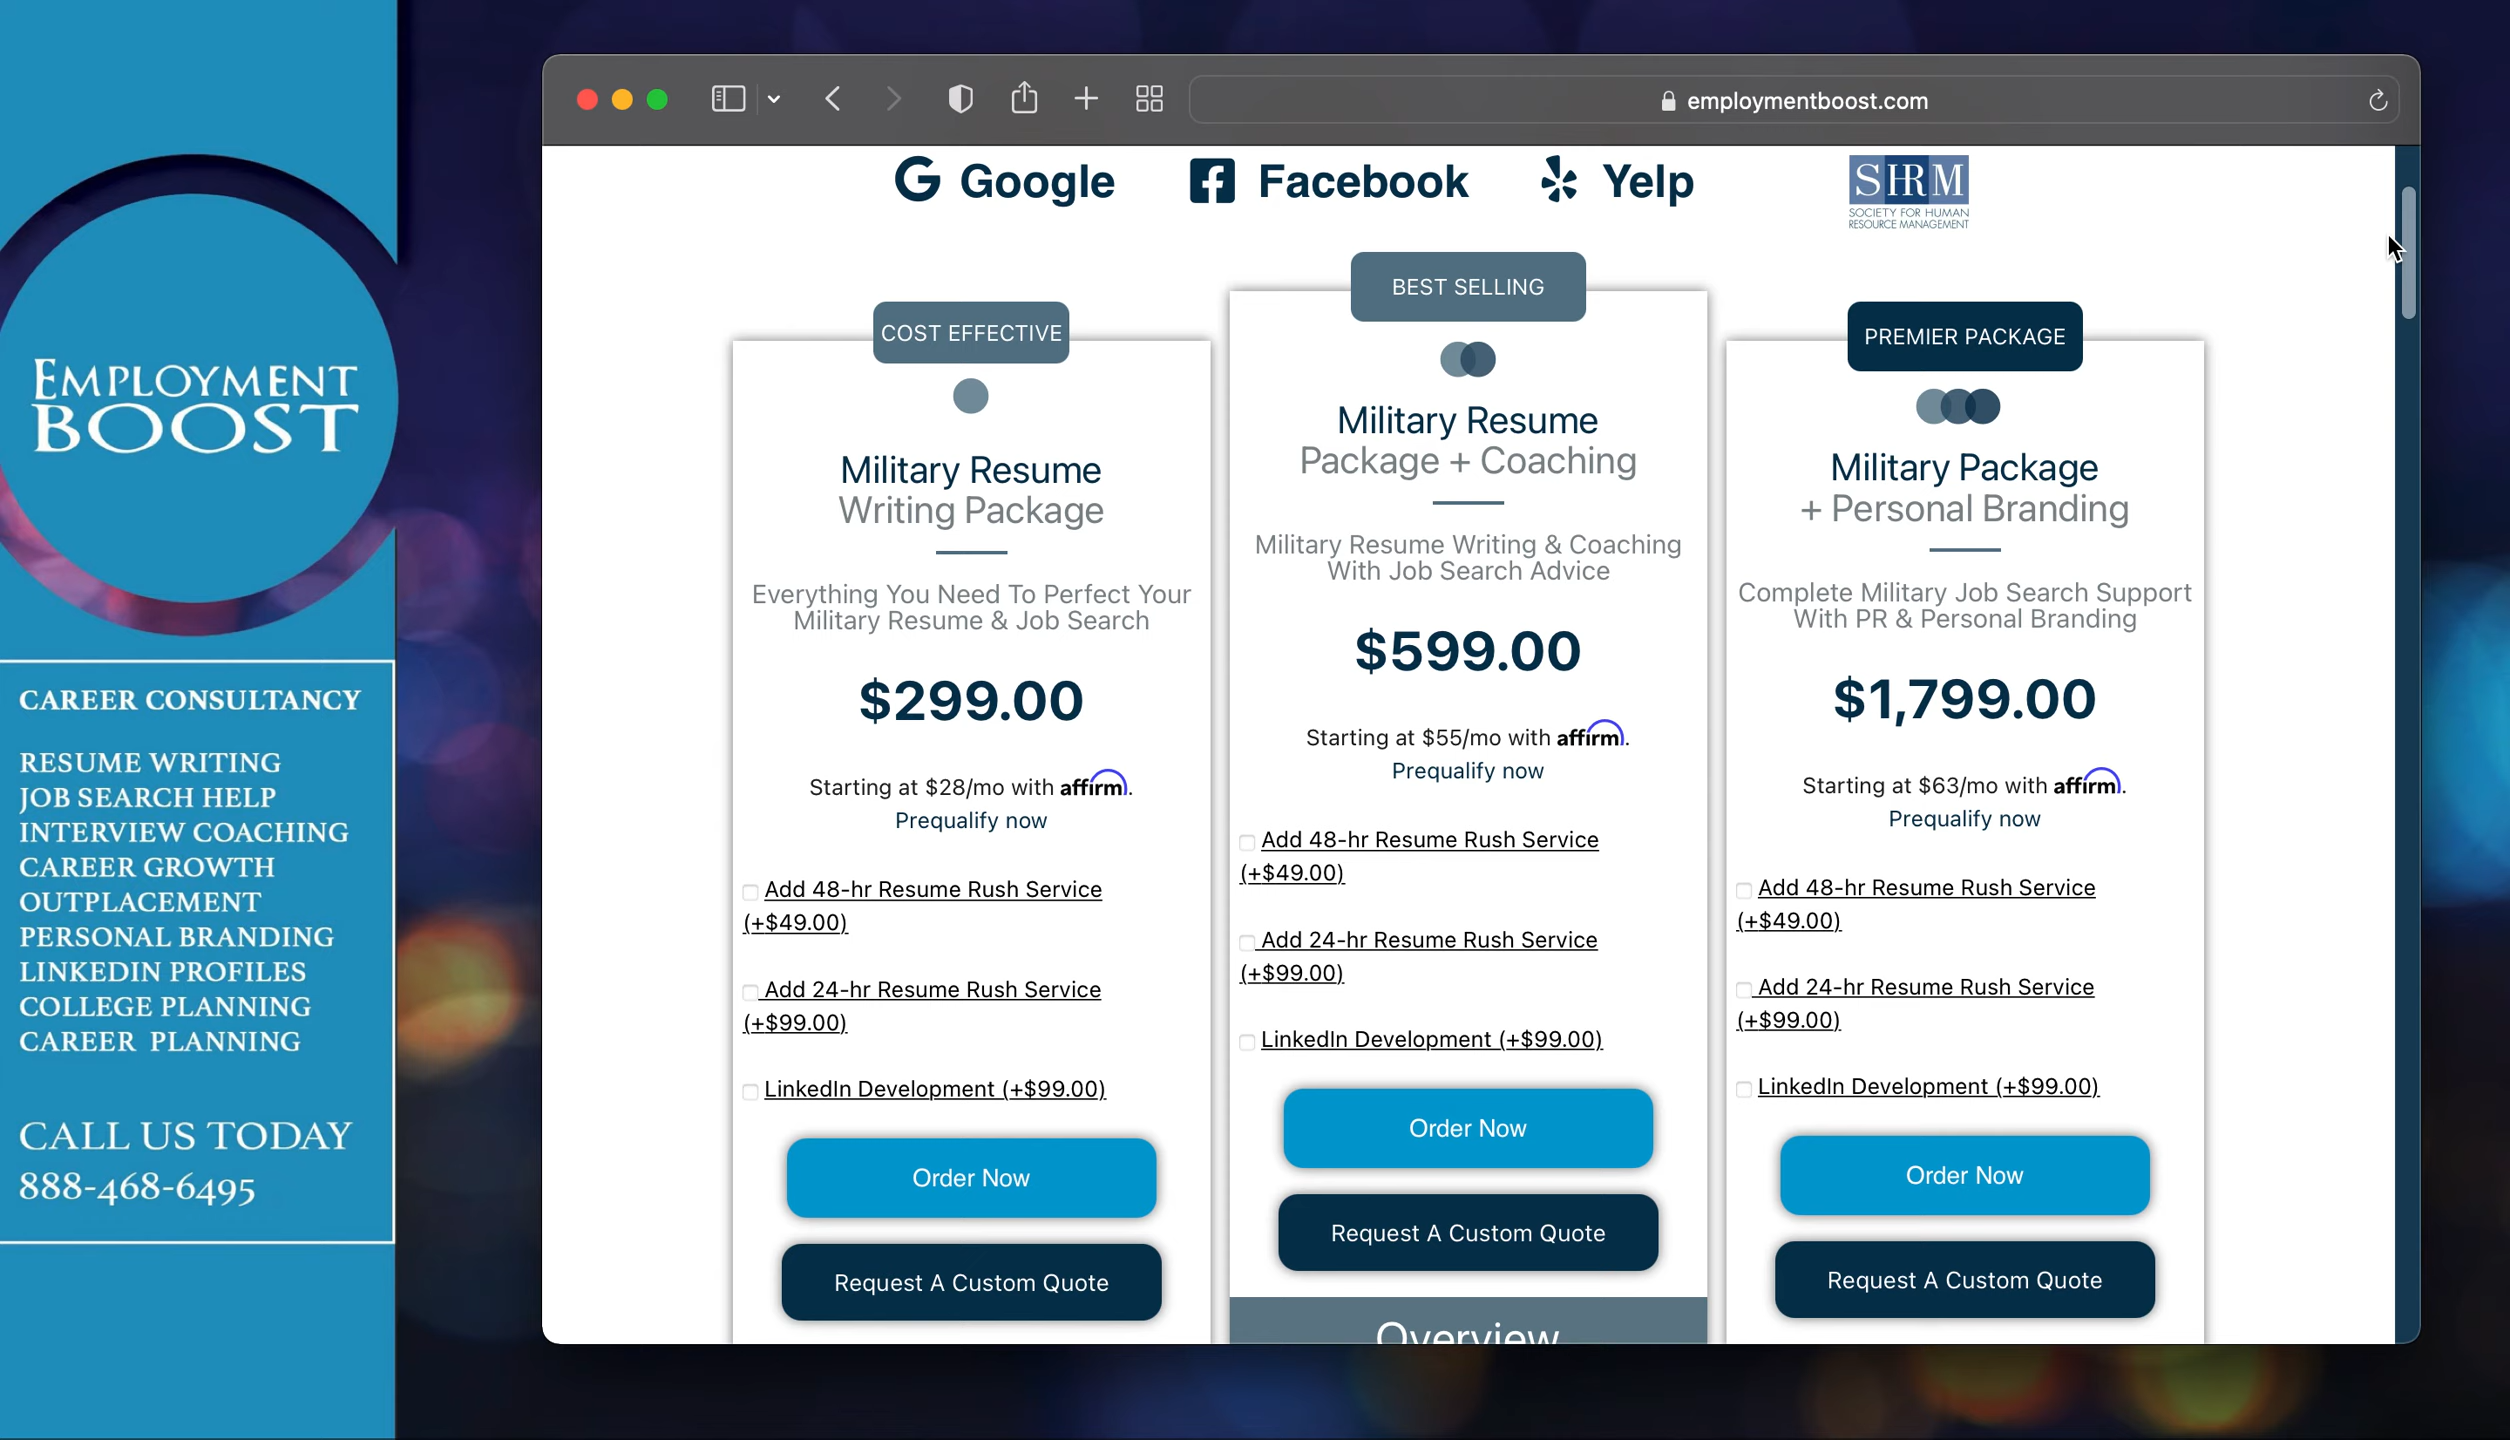 EMPLOYMENT
BOOST
CAREER CONSULTANCY
RESUME WRITING
JOB SEARCH HELP
INTERVIEW COACHING
CAREER GROWTH
OUTPLACEMENT
PERSONAL BRANDING
LINKEDIN PROFILES
COLLEGE PLANNING
CAREER PLANNING
CALL US TODAY
888-468-6495
employmentboost.com
Google
Facebook
Yelp
SHRM
SOCIETY FOR HUMAN
RESOURCE MANAGEMENT
COST EFFECTIVE
Military Resume
Writing Package
Everything You Need To Perfect Your
Military Resume & Job Search
$299.00
Starting at $28/mo with affirm.
Prequalify now
Add 48-hr Resume Rush Service
(+$49.00)
Add 24-hr Resume Rush Service
(+$99.00)
LinkedIn Development (+$99.00)
Order Now
Request A Custom Quote
BEST SELLING
Military Resume
Package + Coaching
Military Resume Writing & Coaching
With Job Search Advice
$599.00
Starting at $55/mo with affirm.
Prequalify now
Add 48-hr Resume Rush Service
(+$49.00)
Add 24-hr Resume Rush Service
(+$99.00)
LinkedIn Development (+$99.00)
Order Now
Request A Custom Quote
Overview
PREMIER PACKAGE
Military Package
+ Personal Branding
Complete Military Job Search Support
With PR & Personal Branding
$1,799.00
Starting at $63/mo with affirm.
Prequalify now
Add 48-hr Resume Rush Service
(+$49.00)
Add 24-hr Resume Rush Service
(+$99.00)
LinkedIn Development (+$99.00)
Order Now
Request A Custom Quote